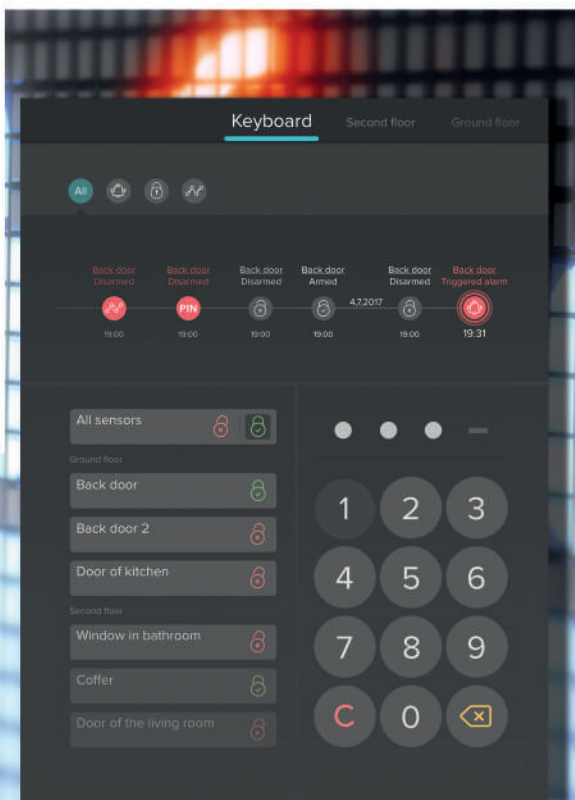 Keyboard Second floor Ground floor
All
Back door Back door Back door Back door Back door Back door
Disarmed Disarmed Disarmed Armed Disarmed Triggered alarm
PIN 4,7,2017
19:00 19:00 19:00 19:00 19:31
All sensors
Ground floor
Back door
Back door 2
Door of kitchen
Second floor
Window in bathroom
Coffer
Door of the living room
1 2 3
4 5 6
7 8 9
C 0